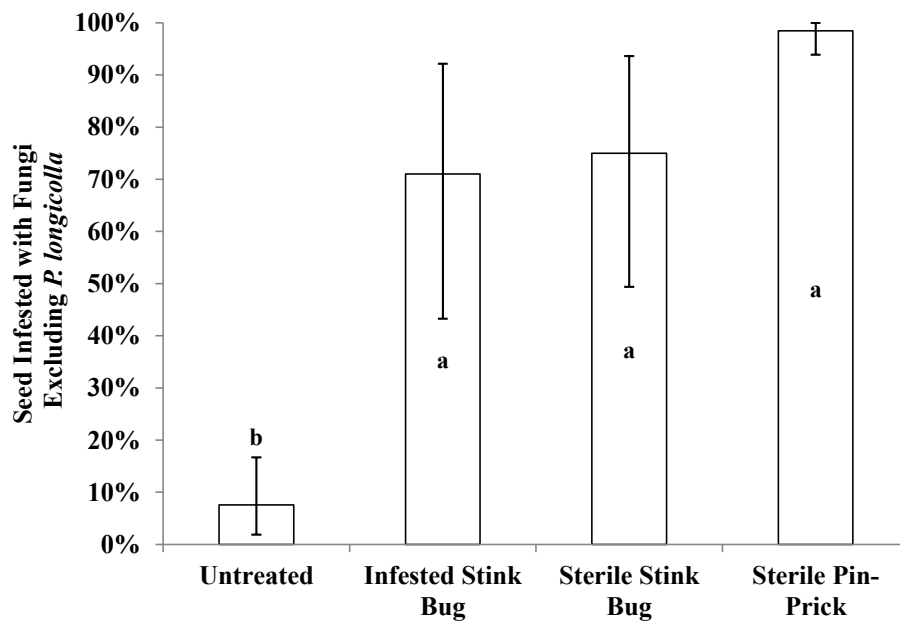 Seed Infested with Fungi
Excluding P. longicolla
100%
90%
80%
70%
60%
50%
40%
30%
20%
10%
0%
b
a
a
a
Untreated
Infested Stink
Bug
Sterile Stink
Bug
Sterile Pin-
Prick